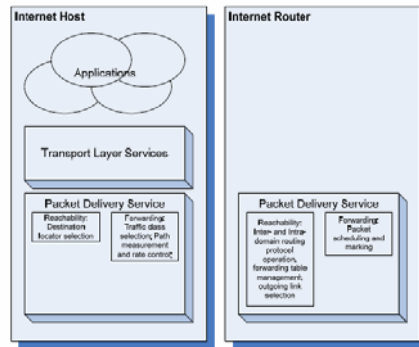 Internet Host
Applications
Transport Layer Services
Packet Delivery Service
Reachability:
Destination
locator selection
Forwarding:
Traffic class
selection; Path
measurement
and rate control;
Internet Router
Packet Delivery Service
Reachability:
Inter- and Intra-
domain routing
protocol
operation,
forwarding table
management,
outgoing link
selection
Forwarding:
Packet
scheduling and
marking